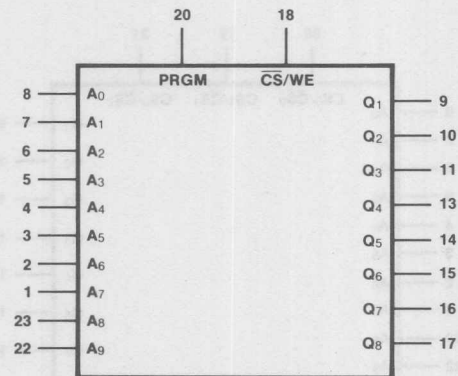 20 18
PRGM C̅S̅/WE
8 A0
7 A1
6 A2
5 A3
4 A4
3 A5
2 A6
1 A7
23 A8
22 A9
Q1 9
Q2 10
Q3 11
Q4 13
Q5 14
Q6 15
Q7 16
Q8 17